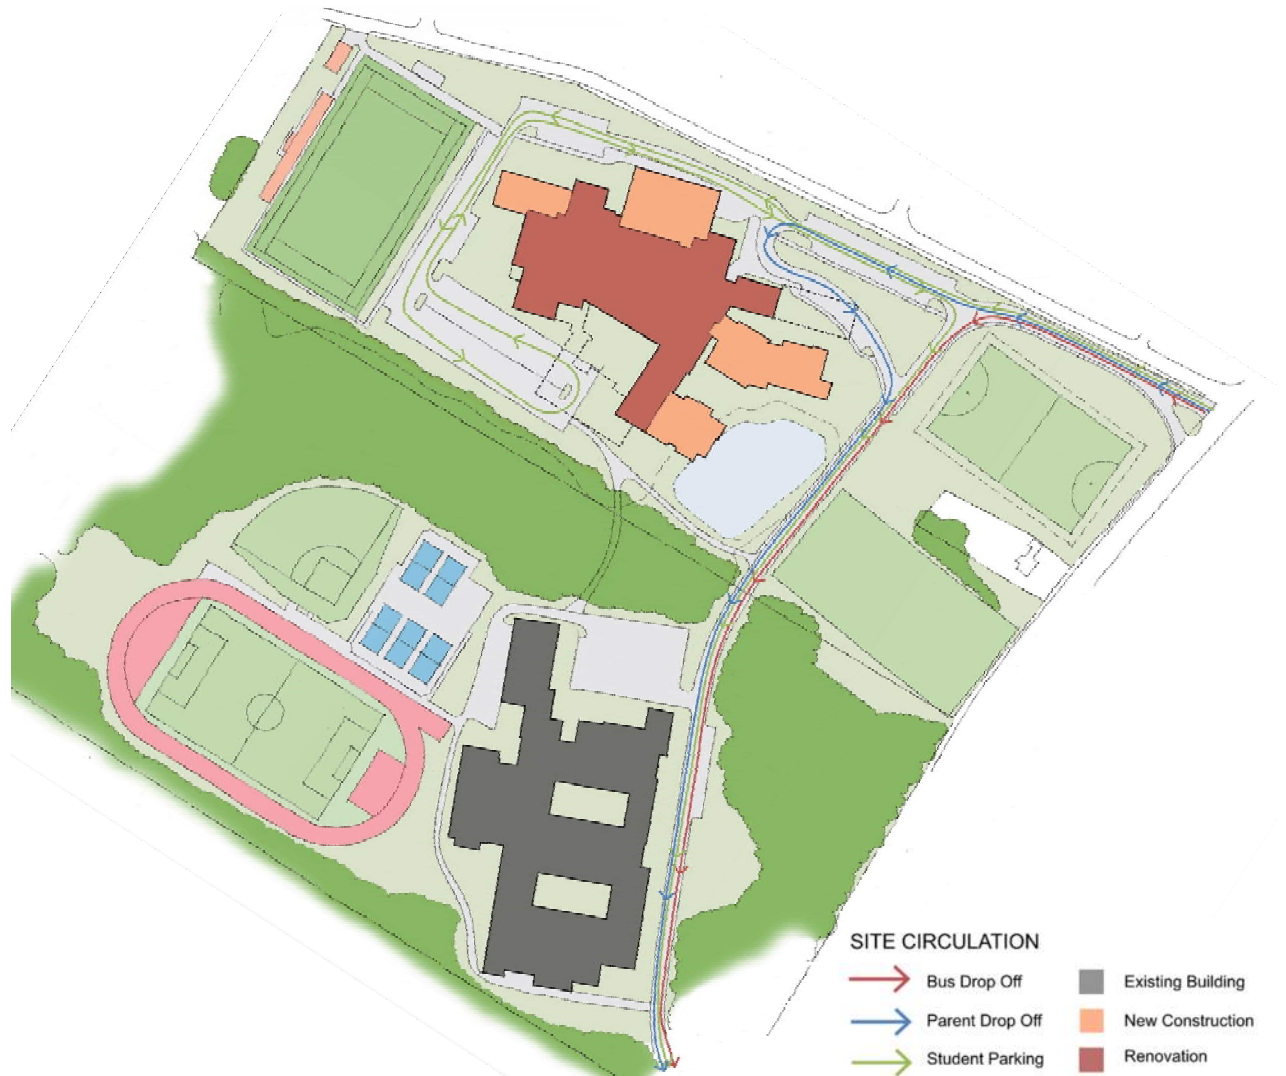 SITE CIRCULATION
Bus Drop Off
Existing Building
Parent Drop Off
New Construction
Student Parking
Renovation